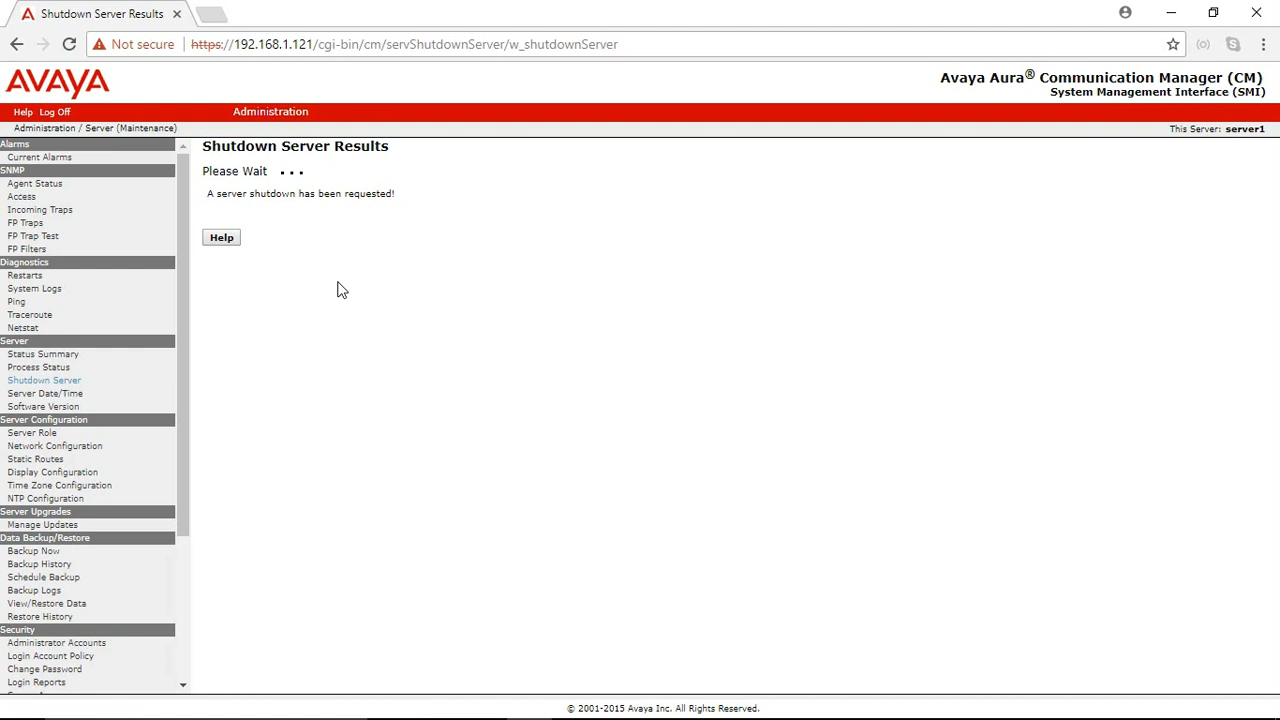 Shutdown Server Results
Not secure https://192.168.1.121/cgi-bin/cm/servShutdownServer/w_shutdownServer
AVAYA
Avaya Aura® Communication Manager (CM)
System Management Interface (SMI)
Help Log Off Administration
Administration / Server (Maintenance)
This Server: server1
Alarms
Current Alarms
SNMP
Agent Status
Access
Incoming Traps
FP Traps
FP Trap Test
FP Filters
Diagnostics
Restarts
System Logs
Ping
Traceroute
Netstat
Server
Status Summary
Process Status
Shutdown Server
Server Date/Time
Software Version
Server Configuration
Server Role
Network Configuration
Static Routes
Display Configuration
Time Zone Configuration
NTP Configuration
Server Upgrades
Manage Updates
Data Backup/Restore
Backup Now
Backup History
Schedule Backup
Backup Logs
View/Restore Data
Restore History
Security
Administrator Accounts
Login Account Policy
Change Password
Login Reports
Shutdown Server Results
Please Wait . . .
A server shutdown has been requested!
Help
© 2001-2015 Avaya Inc. All Rights Reserved.